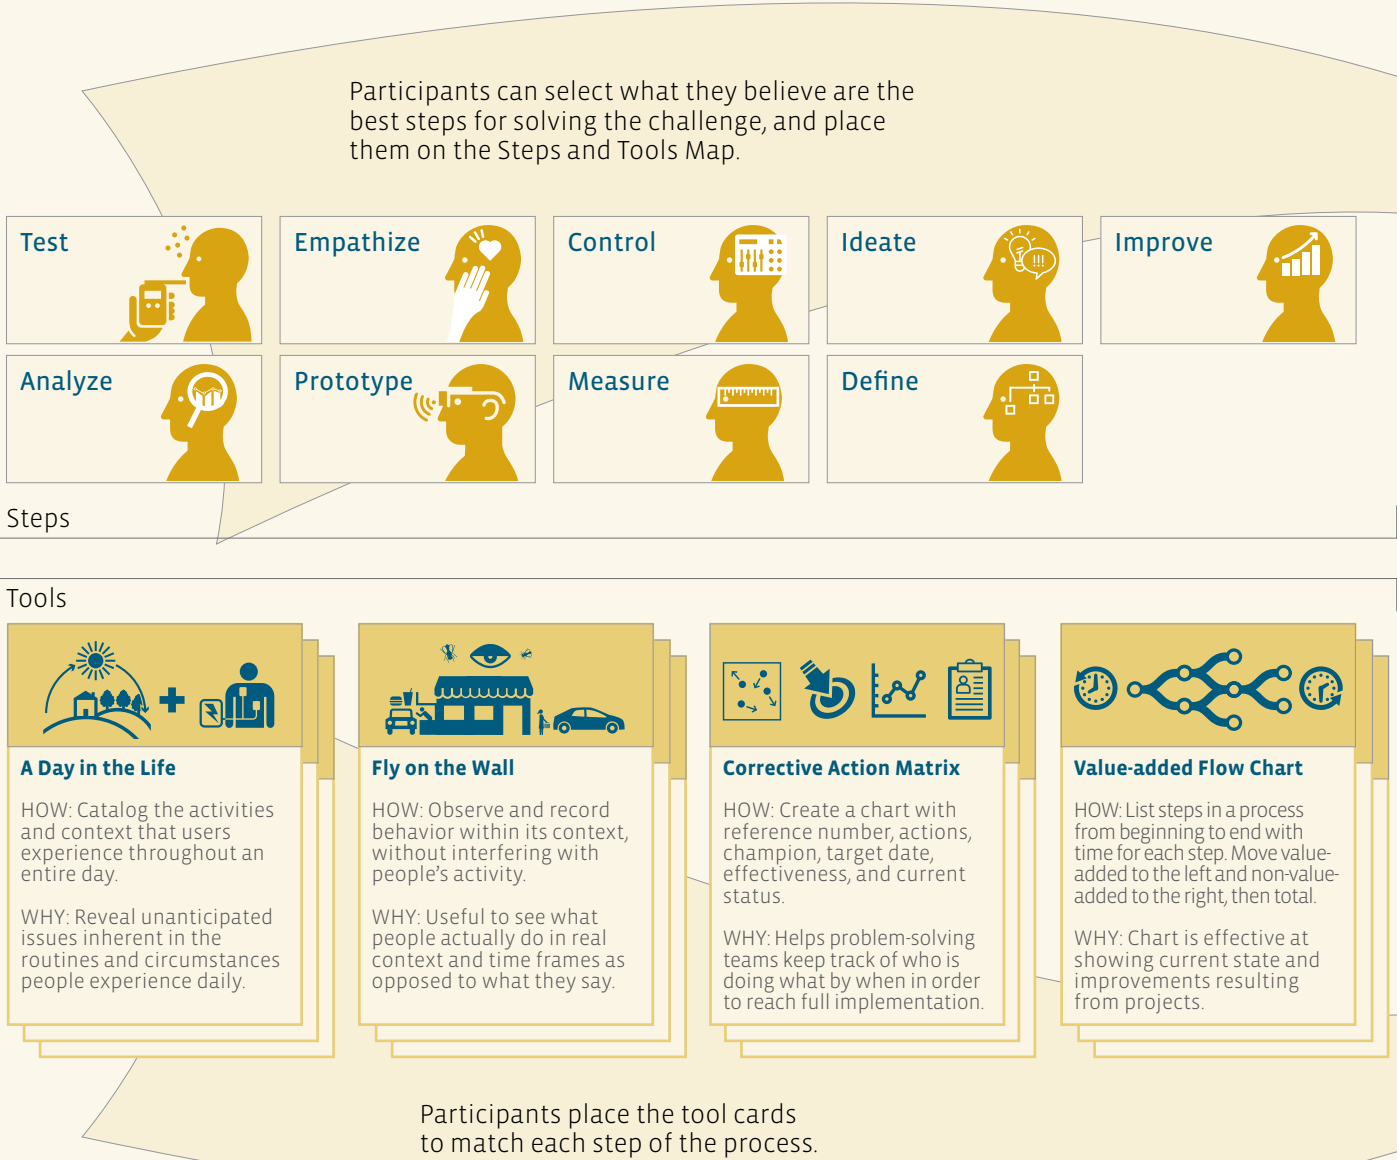 Participants can select what they believe are the
best steps for solving the challenge, and place
them on the Steps and Tools Map.
Test
Empathize
Control
Ideate
Improve
!!!
Analyze
Prototype
Measure
Define
Steps
Tools
A Day in the Life
HOW: Catalog the activities
and context that users
experience throughout an
entire day.
WHY: Reveal unanticipated
issues inherent in the
routines and circumstances
people experience daily.
Fly on the Wall
HOW: Observe and record
behavior within its context,
without interfering with
people’s activity.
WHY: Useful to see what
people actually do in real
context and time frames as
opposed to what they say.
Corrective Action Matrix
HOW: Create a chart with
reference number, actions,
champion, target date,
effectiveness, and current
status.
WHY: Helps problem-solving
teams keep track of who is
doing what by when in order
to reach full implementation.
Value-added Flow Chart
HOW: List steps in a process
from beginning to end with
time for each step. Move value-
added to the left and non-value-
added to the right, then total.
WHY: Chart is effective at
showing current state and
improvements resulting
from projects.
Participants place the tool cards
to match each step of the process.